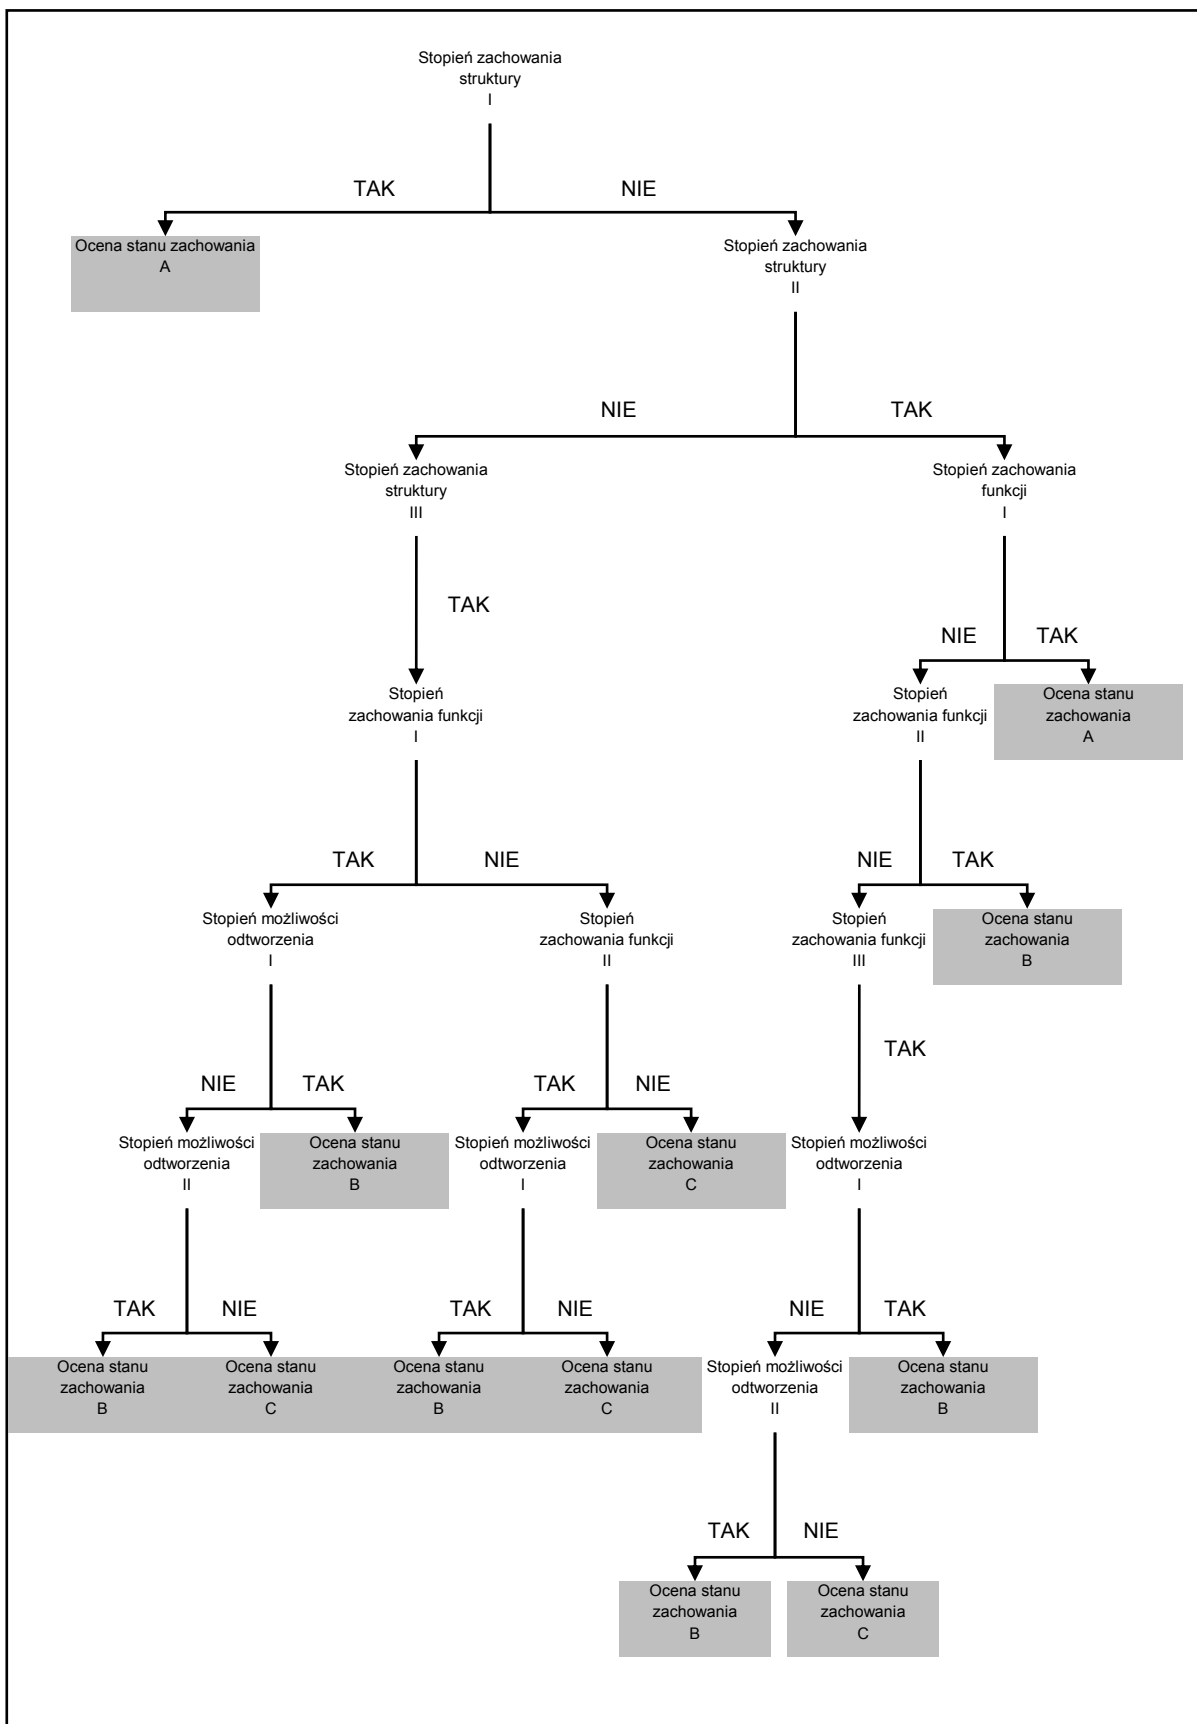 Stopień zachowania
struktury
I
TAK
NIE
Ocena stanu zachowania
A
Stopień zachowania
struktury
II
NIE
TAK
Stopień zachowania
struktury
III
Stopień zachowania
funkcji
I
TAK
NIE
TAK
Stopień
zachowania funkcji
I
Stopień
zachowania funkcji
II
Ocena stanu
zachowania
A
TAK
NIE
NIE
TAK
Stopień możliwości
odtworzenia
I
Stopień
zachowania funkcji
II
Stopień
zachowania funkcji
III
Ocena stanu
zachowania
B
TAK
NIE
TAK
TAK
NIE
Stopień możliwości
odtworzenia
II
Ocena stanu
zachowania
B
Stopień możliwości
odtworzenia
I
Ocena stanu
zachowania
C
Stopień możliwości
odtworzenia
I
TAK
NIE
TAK
NIE
NIE
TAK
Ocena stanu
zachowania
B
Ocena stanu
zachowania
C
Ocena stanu
zachowania
B
Ocena stanu
zachowania
C
Stopień możliwości
odtworzenia
II
Ocena stanu
zachowania
B
TAK
NIE
Ocena stanu
zachowania
B
Ocena stanu
zachowania
C